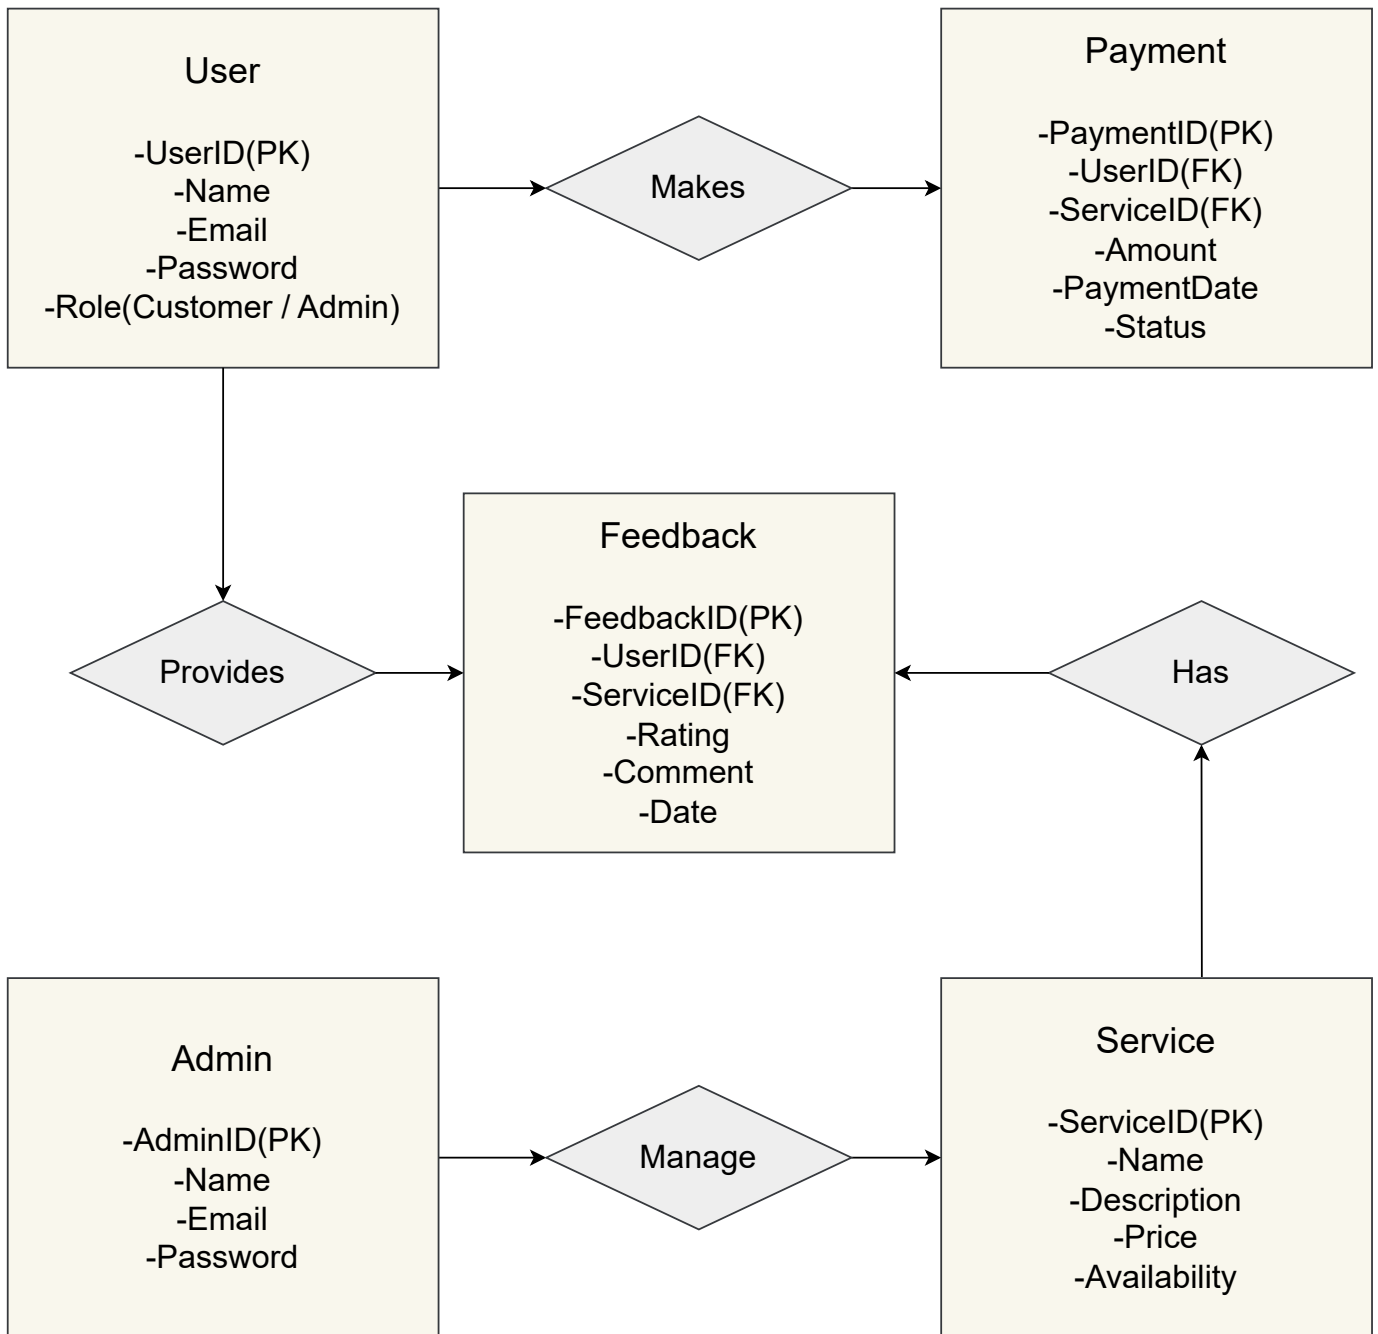 User
-UserID(PK)
-Name
-Email
-Password
-Role(Customer / Admin)
Makes
Payment
-PaymentID(PK)
-UserID(FK)
-ServiceID(FK)
-Amount
-PaymentDate
-Status
Provides
Feedback
-FeedbackID(PK)
-UserID(FK)
-ServiceID(FK)
-Rating
-Comment
-Date
Has
Admin
-AdminID(PK)
-Name
-Email
-Password
Manage
Service
-ServiceID(PK)
-Name
-Description
-Price
-Availability